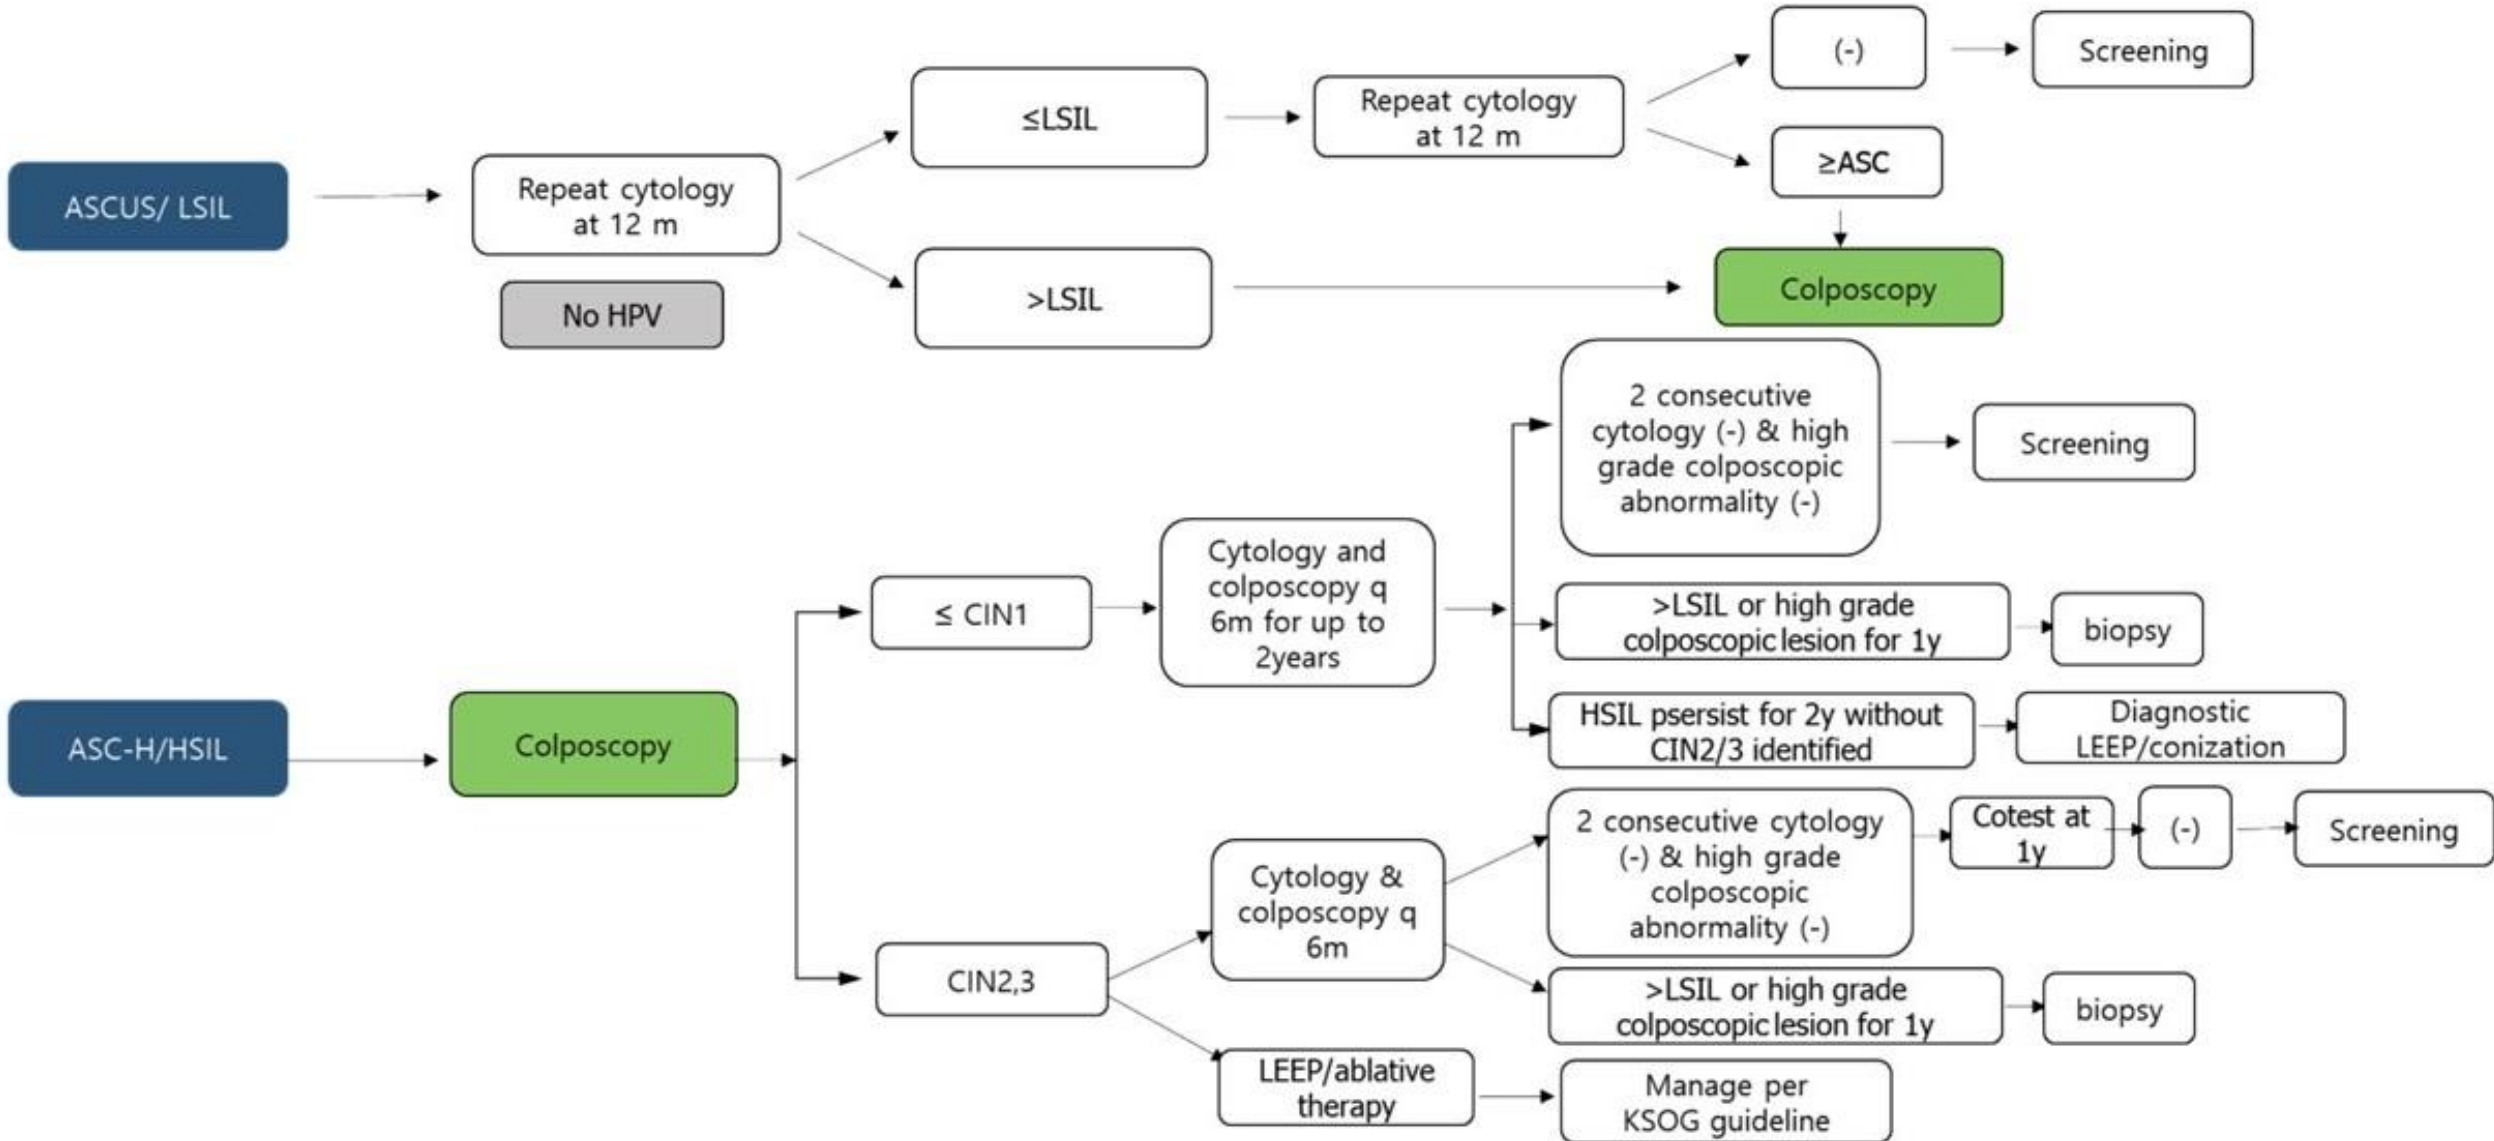 ASCUS/ LSIL
Repeat cytology
at 12 m
No HPV
≤LSIL
>LSIL
Repeat cytology
at 12 m
(-)
Screening
≥ASC
Colposcopy
ASC-H/HSIL
Colposcopy
≤ CIN1
Cytology and
colposcopy q
6m for up to
2years
2 consecutive
cytology (-) & high
grade colposcopic
abnormality (-)
Screening
>LSIL or high grade
colposcopic lesion for 1y
biopsy
HSIL psersist for 2y without
CIN2/3 identified
Diagnostic
LEEP/conization
CIN2,3
Cytology &
colposcopy q
6m
2 consecutive cytology
(-) & high grade
colposcopic
abnormality (-)
Cotest at
1y
(-)
Screening
>LSIL or high grade
colposcopic lesion for 1y
biopsy
LEEP/ablative
therapy
Manage per
KSOG guideline